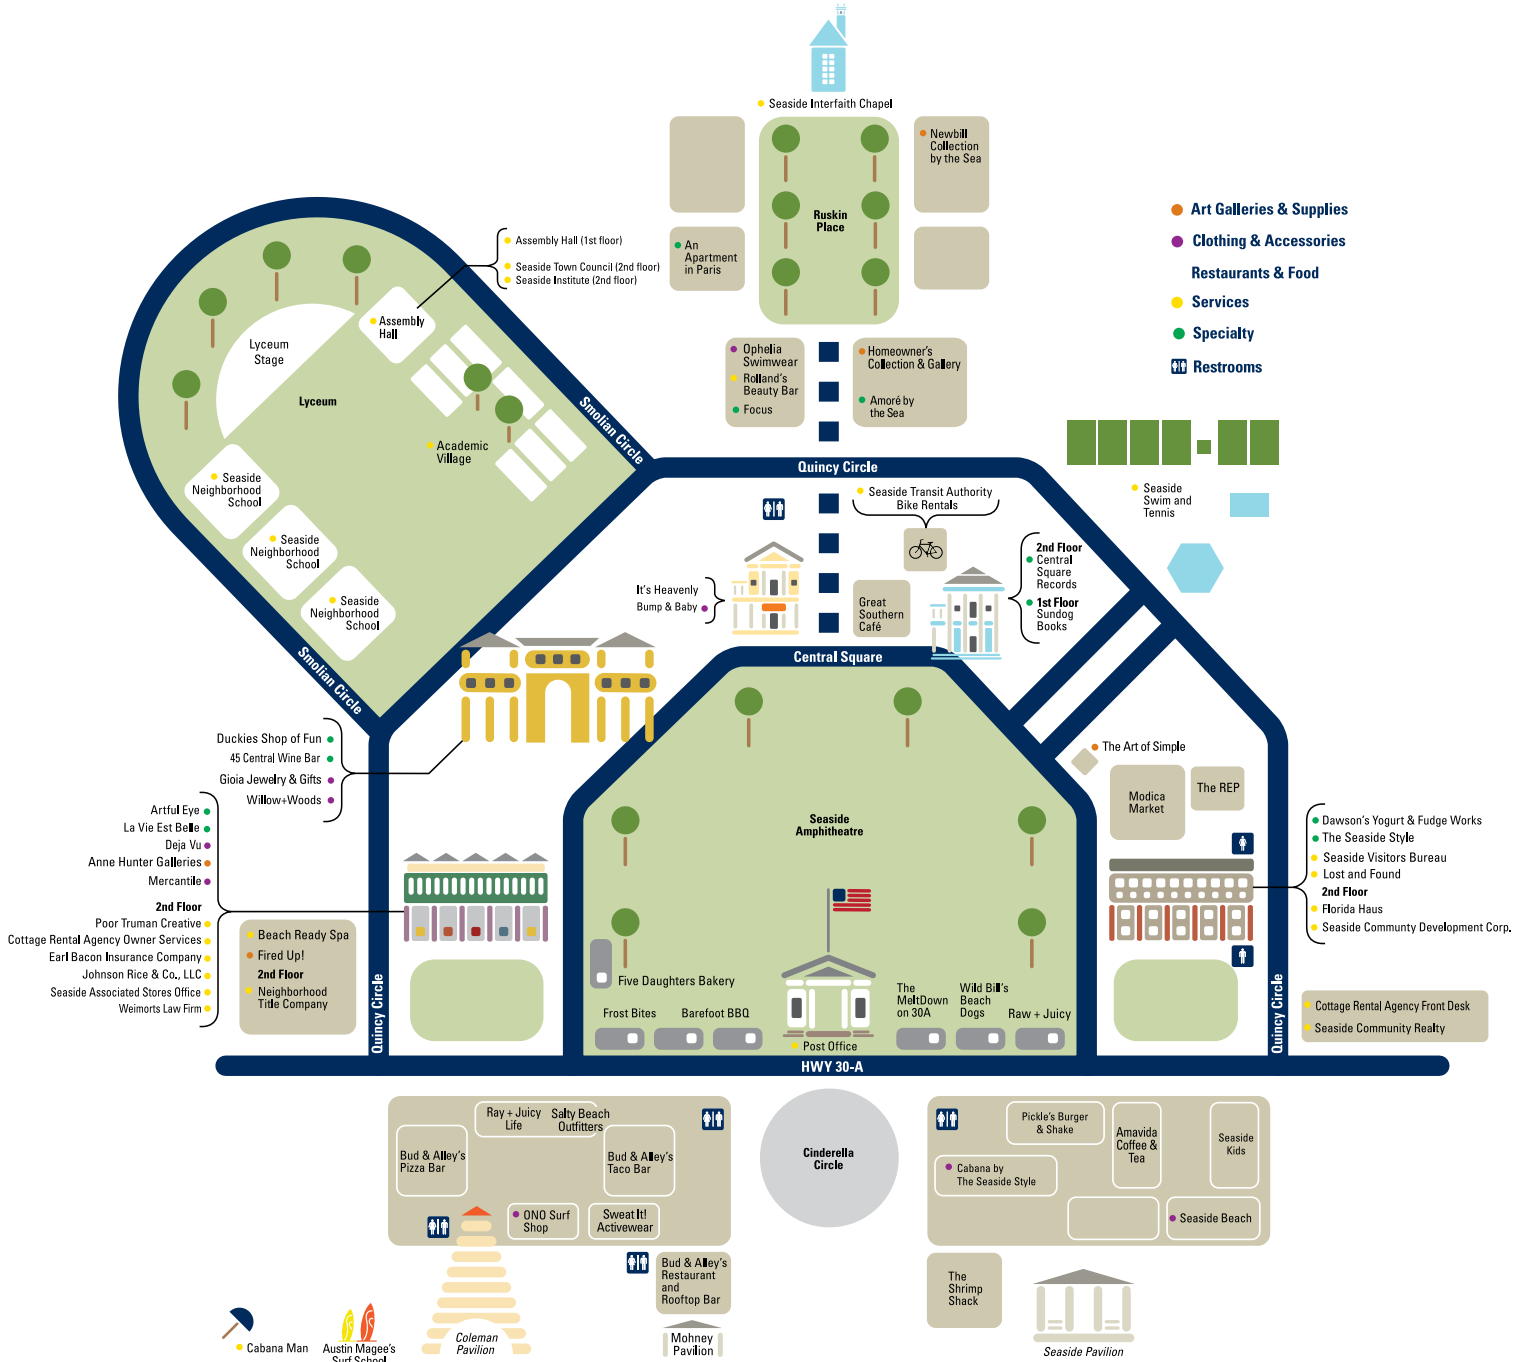 Seaside Interfaith Chapel
Newbill
Collection
by the Sea
Ruskin
Place
An
Apartment
in Paris
Art Galleries & Supplies
Clothing & Accessories
Restaurants & Food
Services
Specialty
Restrooms
Assembly Hall (1st floor)
Seaside Town Council (2nd floor)
Seaside Institute (2nd floor)
Assembly
Hall
Lyceum
Stage
Lyceum
Smolian Circle
Academic
Village
Seaside
Neighborhood
School
Seaside
Neighborhood
School
Seaside
Neighborhood
School
Smolian Circle
Ophelia
Swimwear
Rolland's
Beauty Bar
Focus
Homeowner's
Collection & Gallery
Amoré by
the Sea
Quincy Circle
Seaside Transit Authority
Bike Rentals
Seaside
Swim and
Tennis
2nd Floor
Central
Square
Records
1st Floor
Sundog
Books
It's Heavenly
Bump & Baby
Great
Southern
Café
Central Square
Duckies Shop of Fun
45 Central Wine Bar
Gioia Jewelry & Gifts
Willow+Woods
Artful Eye
La Vie Est Belle
Deja Vu
Anne Hunter Galleries
Mercantile
2nd Floor
Poor Truman Creative
Cottage Rental Agency Owner Services
Earl Bacon Insurance Company
Johnson Rice & Co., LLC
Seaside Associated Stores Office
Weimorts Law Firm
Beach Ready Spa
Fired Up!
2nd Floor
Neighborhood
Title Company
Quincy Circle
Seaside
Amphitheatre
The Art of Simple
Modica
Market
The REP
Dawson's Yogurt & Fudge Works
The Seaside Style
Seaside Visitors Bureau
Lost and Found
2nd Floor
Florida Haus
Seaside Communty Development Corp.
Quincy Circle
Cottage Rental Agency Front Desk
Seaside Community Realty
Five Daughters Bakery
Frost Bites
Barefoot BBQ
Post Office
The
MeltDown
on 30A
Wild Bill's
Beach
Dogs
Raw + Juicy
HWY 30-A
Ray + Juicy
Life
Salty Beach
Outfitters
Bud & Alley's
Pizza Bar
Bud & Alley's
Taco Bar
ONO Surf
Shop
Sweat It!
Activewear
Cinderella
Circle
Pickle's Burger
& Shake
Amavida
Coffee &
Tea
Seaside
Kids
Cabana by
The Seaside Style
Seaside Beach
Bud & Alley's
Restaurant
and
Rooftop Bar
The
Shrimp
Shack
Cabana Man
Austin Magee's
Surf School
Coleman
Pavilion
Mohney
Pavilion
Seaside Pavilion